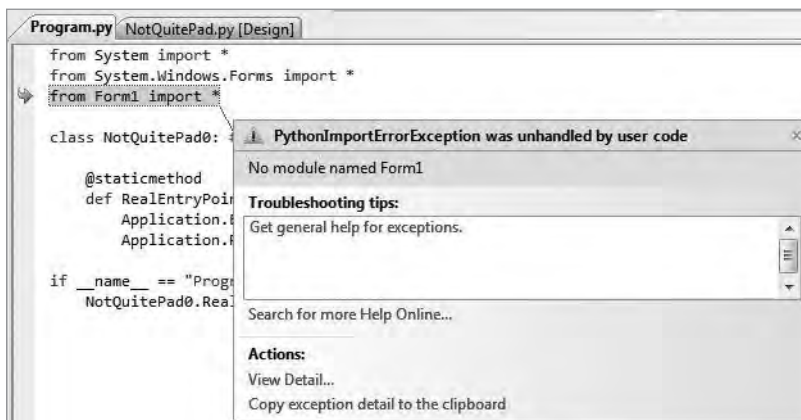 Program.py NotQuitePad.py [Design]
from System import *
from System.Windows.Forms import *
from Form1 import *
class NotQuitePad0:
@staticmethod
def RealEntryPoin
Application.
Application.
if __name__ == "Progr
NotQuitePad0.Real
PythonImportErrorException was unhandled by user code
No module named Form1
Troubleshooting tips:
Get general help for exceptions.
Search for more Help Online...
Actions:
View Detail...
Copy exception detail to the clipboard